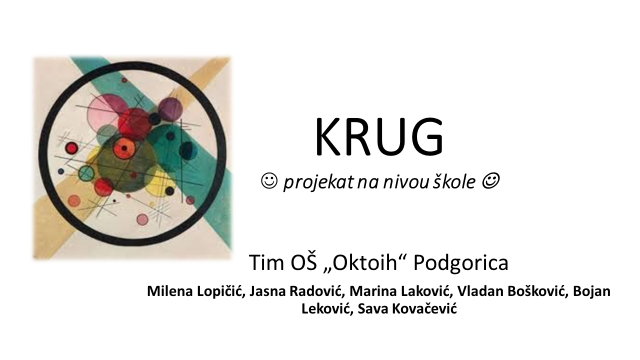 KRUG
☺ projekat na nivou škole ☺
Tim OŠ „Oktoih“ Podgorica
Milena Lopičić, Jasna Radović, Marina Laković, Vladan Bošković, Bojan
Leković, Sava Kovačević